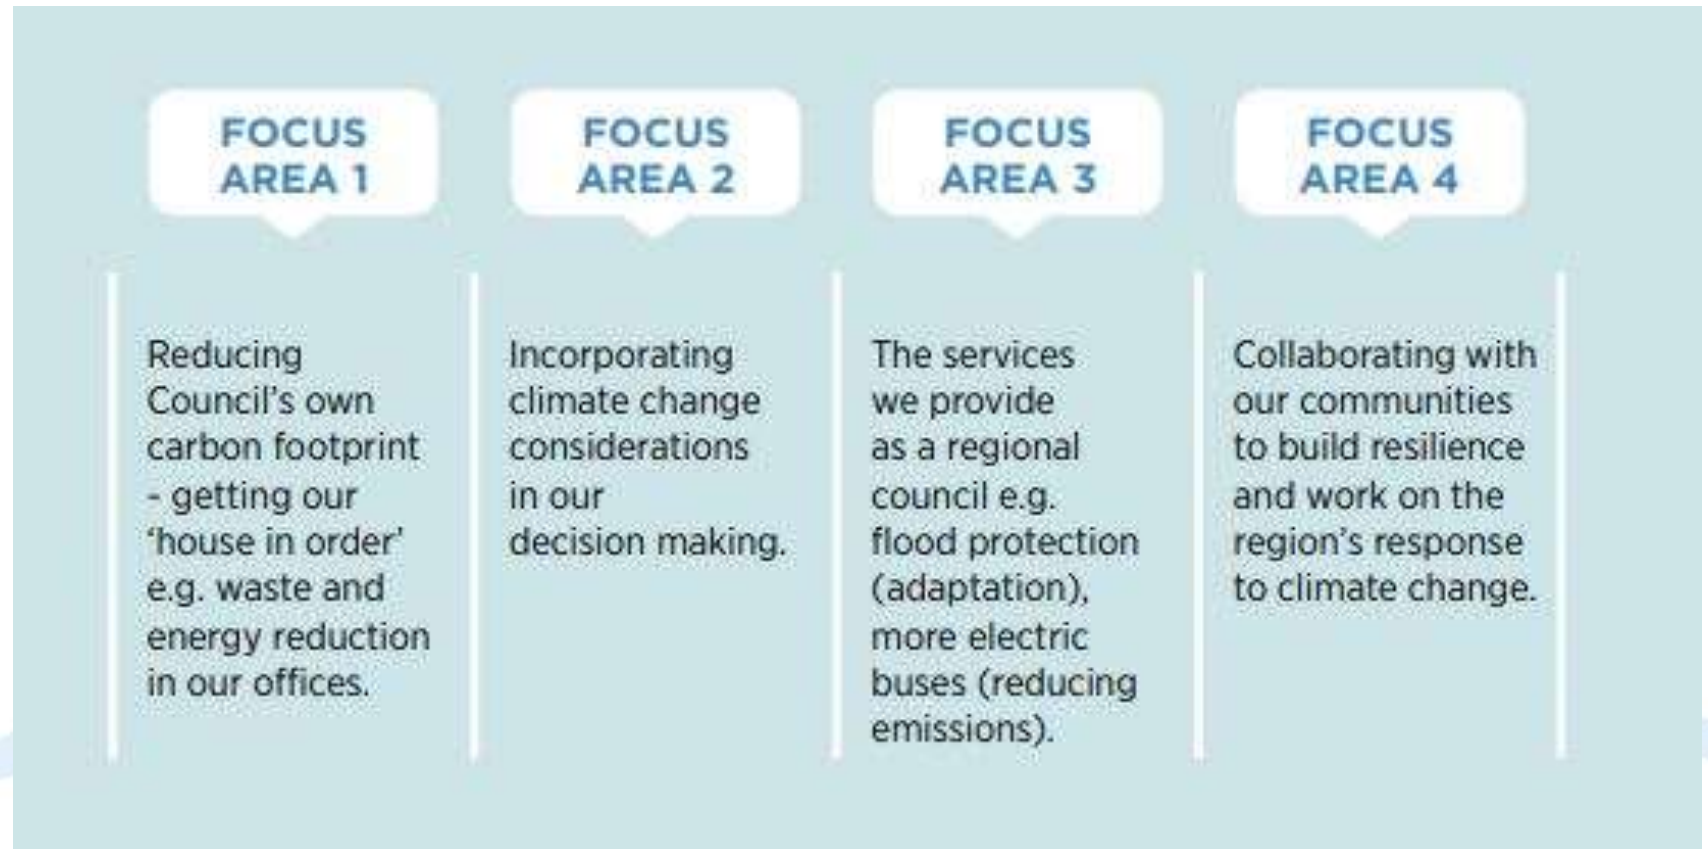 FOCUS
AREA 1
Reducing
Council's own
carbon footprint
- getting our
‘house in order’
e.g. waste and
energy reduction
in our offices.
FOCUS
AREA 2
Incorporating
climate change
considerations
in our
decision making.
FOCUS
AREA 3
The services
we provide
as a regional
council e.g.
flood protection
(adaptation),
more electric
buses (reducing
emissions).
FOCUS
AREA 4
Collaborating with
our communities
to build resilience
and work on the
region's response
to climate change.